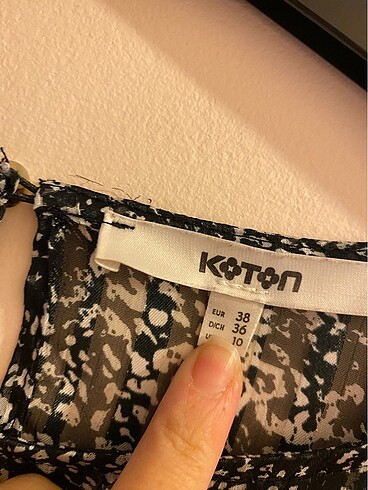 KOTON
EUR 38
D/CH 36
10